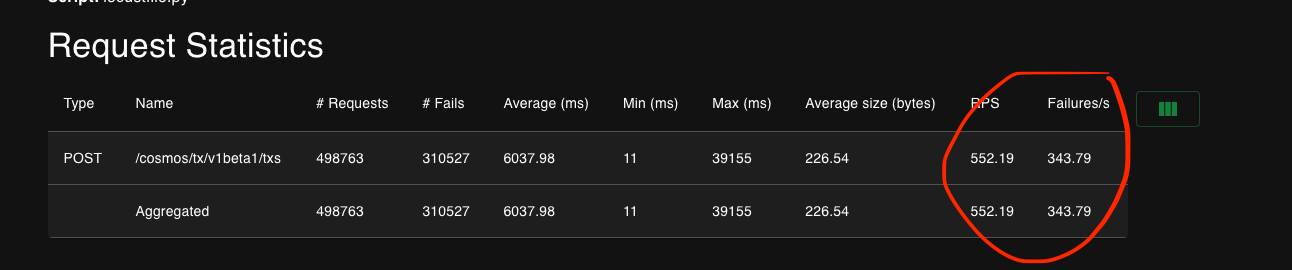 Script: locustfile.py
Request Statistics
Type Name # Requests # Fails Average (ms) Min (ms) Max (ms) Average size (bytes) RPS Failures/s
POST /cosmos/tx/v1beta1/txs 498763 310527 6037.98 11 39155 226.54 552.19 343.79
Aggregated 498763 310527 6037.98 11 39155 226.54 552.19 343.79